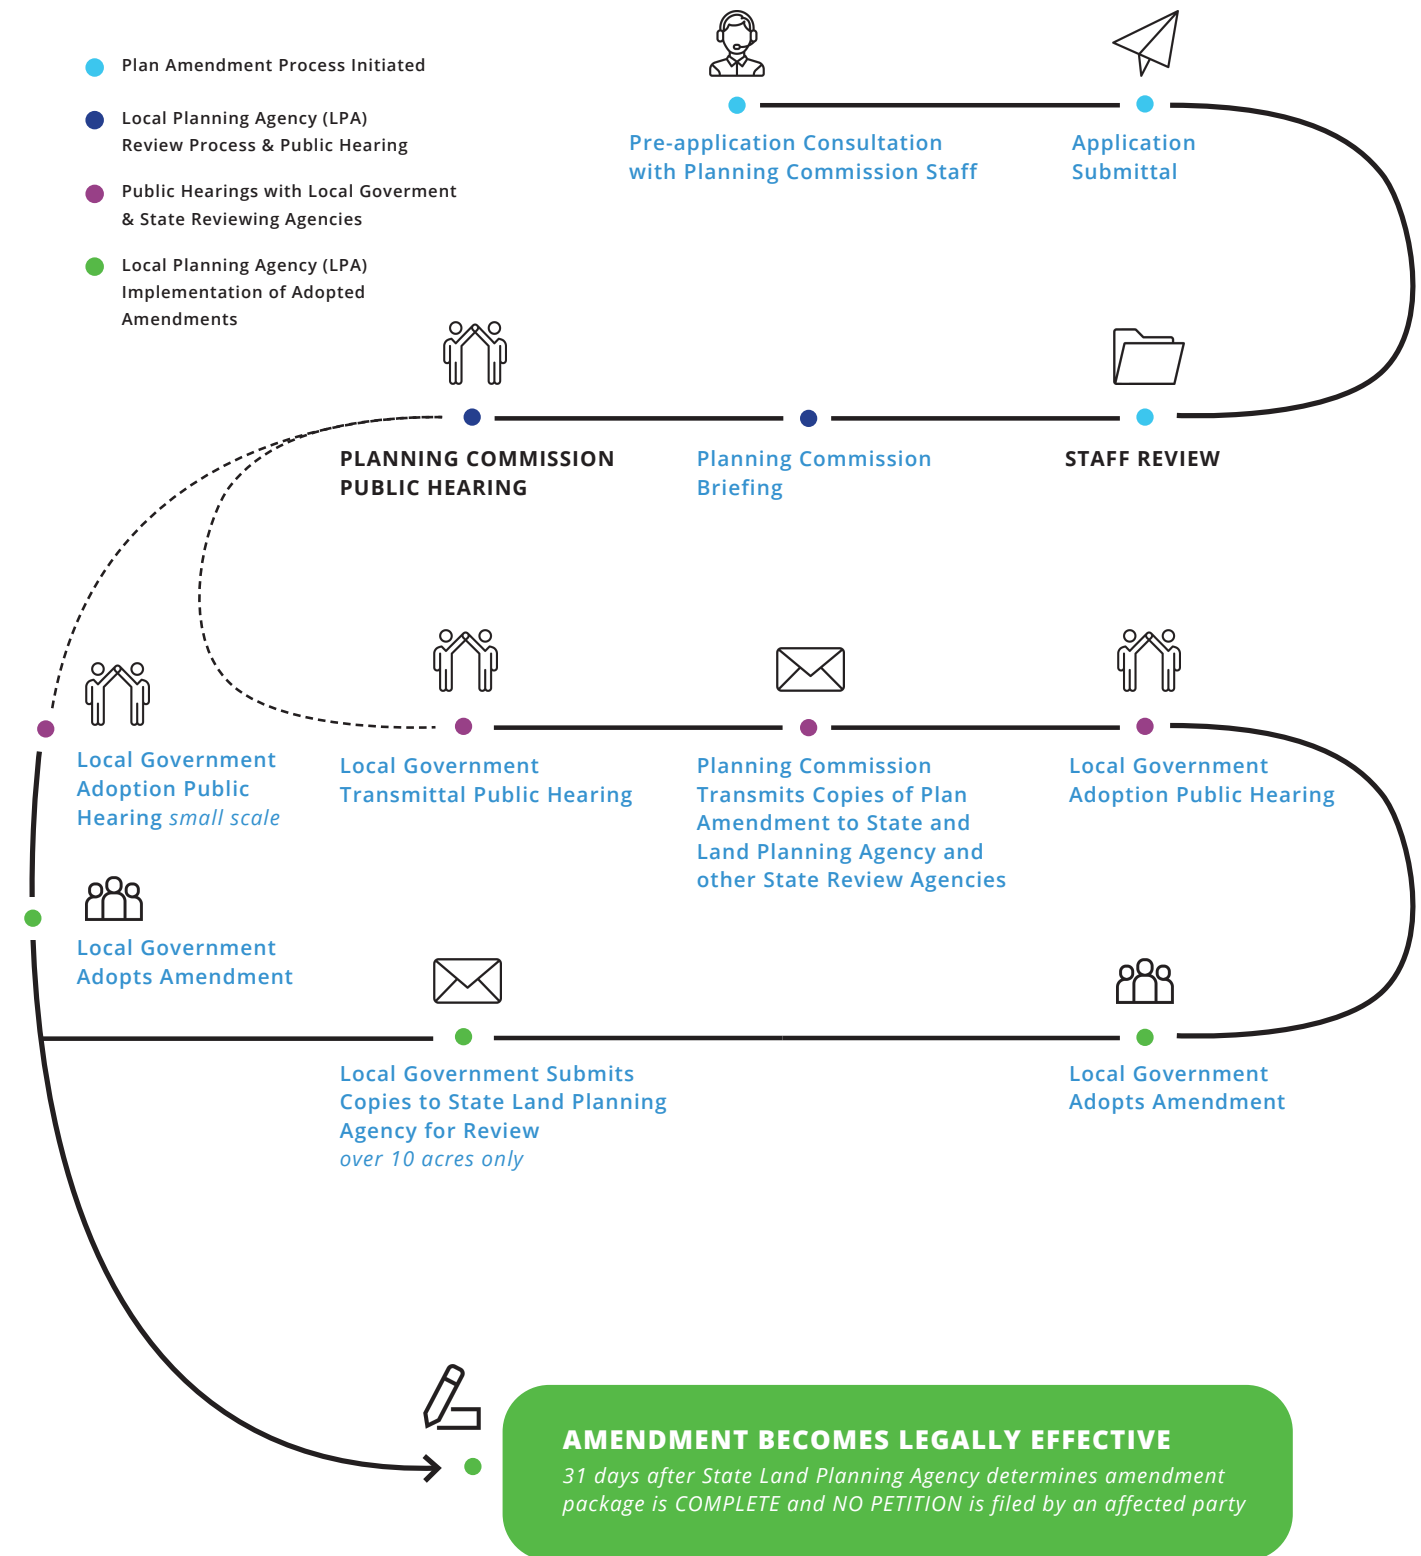 Plan Amendment Process Initiated
Local Planning Agency (LPA)
Review Process & Public Hearing
Public Hearings with Local Goverment
& State Reviewing Agencies
Local Planning Agency (LPA)
Implementation of Adopted
Amendments
Pre-application Consultation
with Planning Commission Staff
Application
Submittal
PLANNING COMMISSION
PUBLIC HEARING
Planning Commission
Briefing
STAFF REVIEW
Local Government
Adoption Public
Hearing small scale
Local Government
Transmittal Public Hearing
Planning Commission
Transmits Copies of Plan
Amendment to State and
Land Planning Agency and
other State Review Agencies
Local Government
Adoption Public Hearing
Local Government
Adopts Amendment
Local Government Submits
Copies to State Land Planning
Agency for Review
over 10 acres only
Local Government
Adopts Amendment
AMENDMENT BECOMES LEGALLY EFFECTIVE
31 days after State Land Planning Agency determines amendment
package is COMPLETE and NO PETITION is filed by an affected party